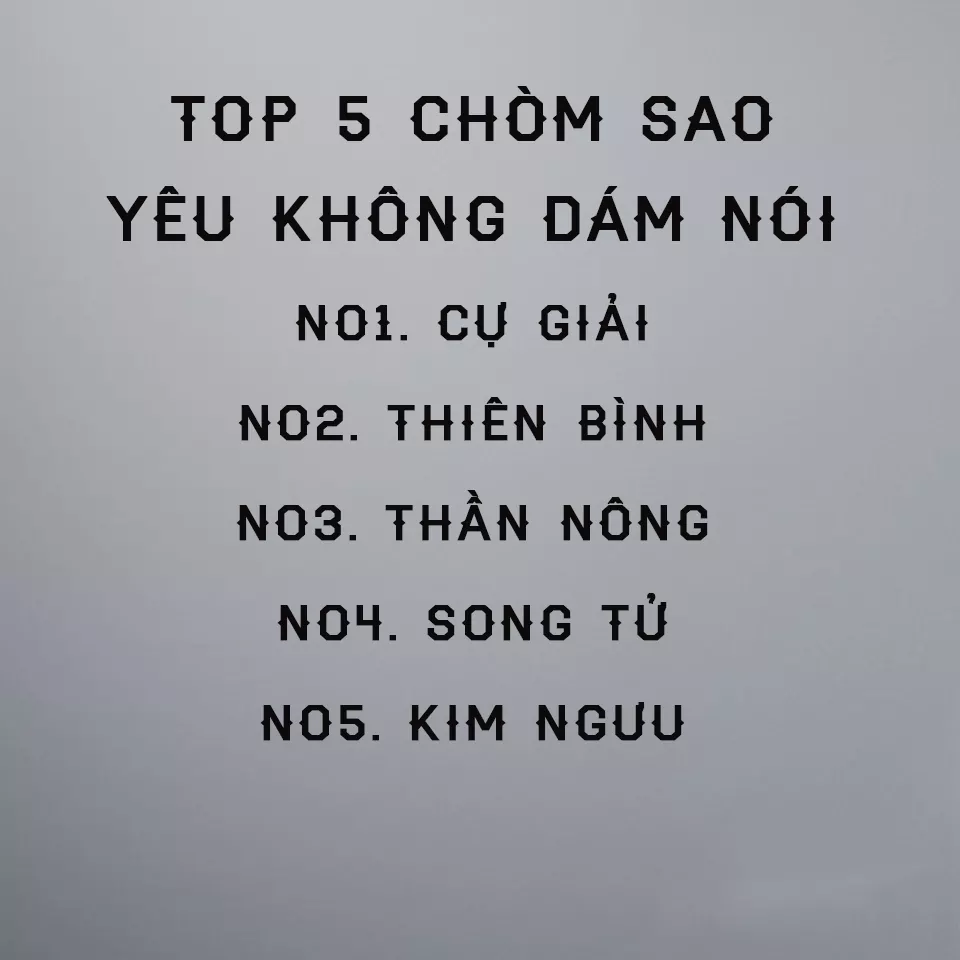 TOP 5 CHÒM SAO
YÊU KHÔNG DÁM NÓI
NO1. CỰ GIẢI
NO2. THIÊN BÌNH
NO3. THẦN NÔNG
NO4. SONG TỬ
NO5. KIM NGƯU